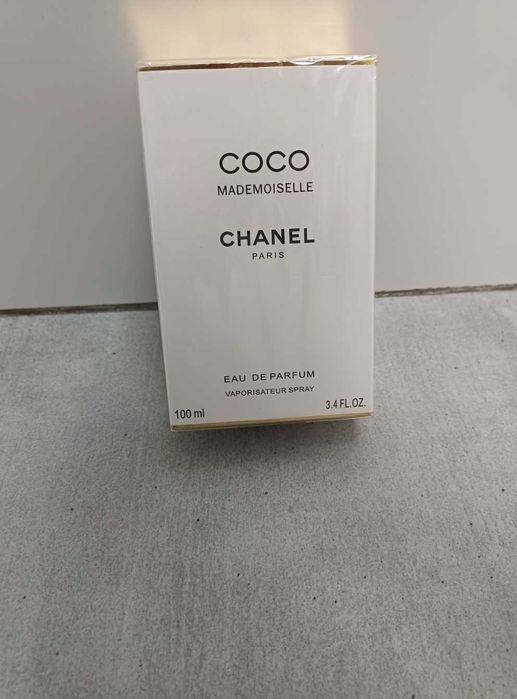 COCO
MADEMOISELLE
CHANEL
PARIS
EAU DE PARFUM
VAPORISATEUR SPRAY
100 ml 3.4 FL.OZ.